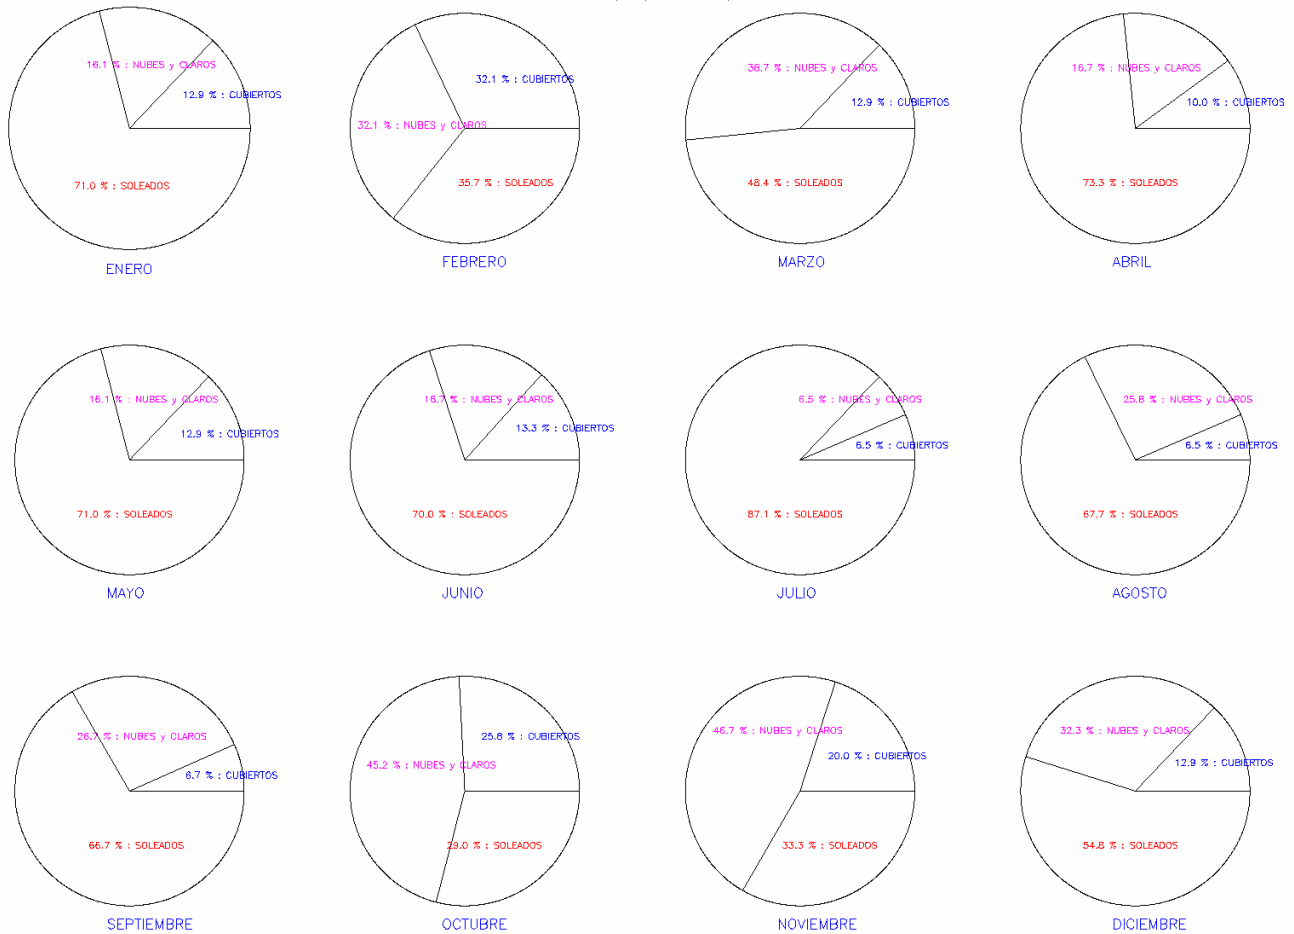 16.1 % : NUBES y CLAROS
12.9 % : CUBIERTOS
71.0 % : SOLEADOS
ENERO
32.1 % : CUBIERTOS
32.1 % : NUBES y CLAROS
35.7 % : SOLEADOS
FEBRERO
38.7 % : NUBES y CLAROS
12.9 % : CUBIERTOS
48.4 % : SOLEADOS
MARZO
16.7 % : NUBES y CLAROS
10.0 % : CUBIERTOS
73.3 % : SOLEADOS
ABRIL
16.1 % : NUBES y CLAROS
12.9 % : CUBIERTOS
71.0 % : SOLEADOS
MAYO
16.7 % : NUBES y CLAROS
13.3 % : CUBIERTOS
70.0 % : SOLEADOS
JUNIO
6.5 % : NUBES y CLAROS
6.5 % : CUBIERTOS
87.1 % : SOLEADOS
JULIO
25.8 % : NUBES y CLAROS
6.5 % : CUBIERTOS
67.7 % : SOLEADOS
AGOSTO
26.7 % : NUBES y CLAROS
6.7 % : CUBIERTOS
66.7 % : SOLEADOS
SEPTIEMBRE
25.8 % : CUBIERTOS
45.2 % : NUBES y CLAROS
29.0 % : SOLEADOS
OCTUBRE
46.7 % : NUBES y CLAROS
20.0 % : CUBIERTOS
33.3 % : SOLEADOS
NOVIEMBRE
32.3 % : NUBES y CLAROS
12.9 % : CUBIERTOS
54.8 % : SOLEADOS
DICIEMBRE